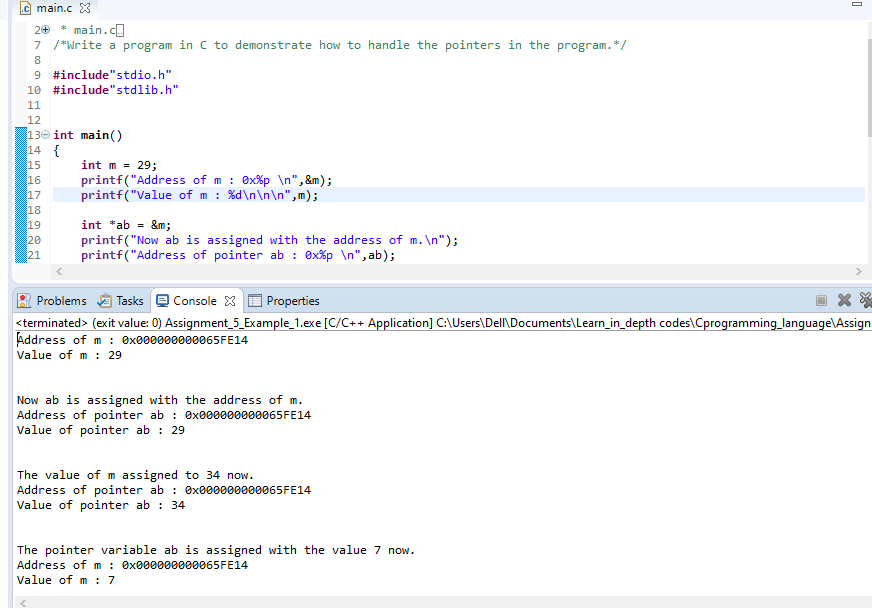 main.c
2 * main.c
7 /*Write a program in C to demonstrate how to handle the pointers in the program.*/
8
9 #include"stdio.h"
10 #include"stdlib.h"
11
12
13 int main()
14 {
15 int m = 29;
16 printf("Address of m : 0x%p \n",&m);
17 printf("Value of m : %d\n\n\n",m);
18
19 int *ab = &m;
20 printf("Now ab is assigned with the address of m.\n");
21 printf("Address of pointer ab : 0x%p \n",ab);
Problems Tasks Console Properties
<terminated> (exit value: 0) Assignment_5_Example_1.exe [C/C++ Application] C:\Users\Dell\Documents\Learn_in_depth codes\Cprogramming_language\Assign
Address of m : 0x000000000065FE14
Value of m : 29
Now ab is assigned with the address of m.
Address of pointer ab : 0x000000000065FE14
Value of pointer ab : 29
The value of m assigned to 34 now.
Address of pointer ab : 0x000000000065FE14
Value of pointer ab : 34
The pointer variable ab is assigned with the value 7 now.
Address of m : 0x000000000065FE14
Value of m : 7